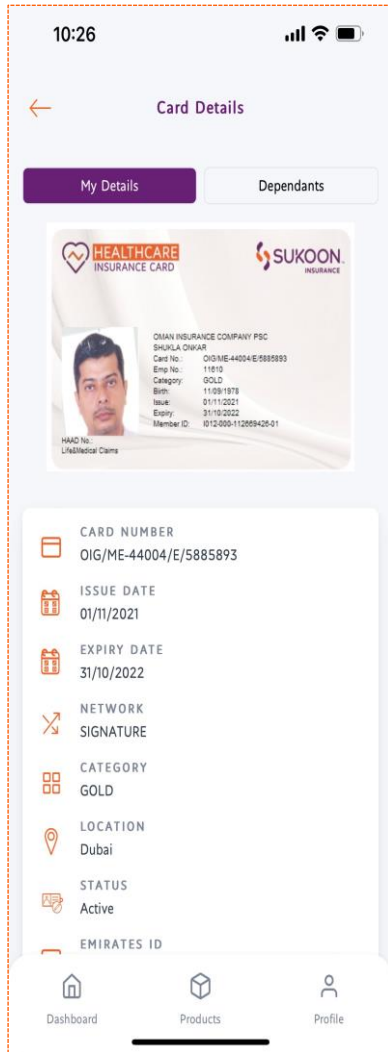 10:26
Card Details
My Details
Dependants
HEALTHCARE
INSURANCE CARD
SUKOON
INSURANCE
OMAN INSURANCE COMPANY PSC
SHUKLA ONKAR
Card No.: OIG/ME-44004/E/5885893
Emp No.: 11610
Category: GOLD
Birth: 11/09/1978
Issue: 01/11/2021
Expiry: 31/10/2022
Member ID: I012-000-112669426-01
HAAD No.:
Life&Medical Claims
CARD NUMBER
OIG/ME-44004/E/5885893
ISSUE DATE
01/11/2021
EXPIRY DATE
31/10/2022
NETWORK
SIGNATURE
CATEGORY
GOLD
LOCATION
Dubai
STATUS
Active
EMIRATES ID
Dashboard
Products
Profile